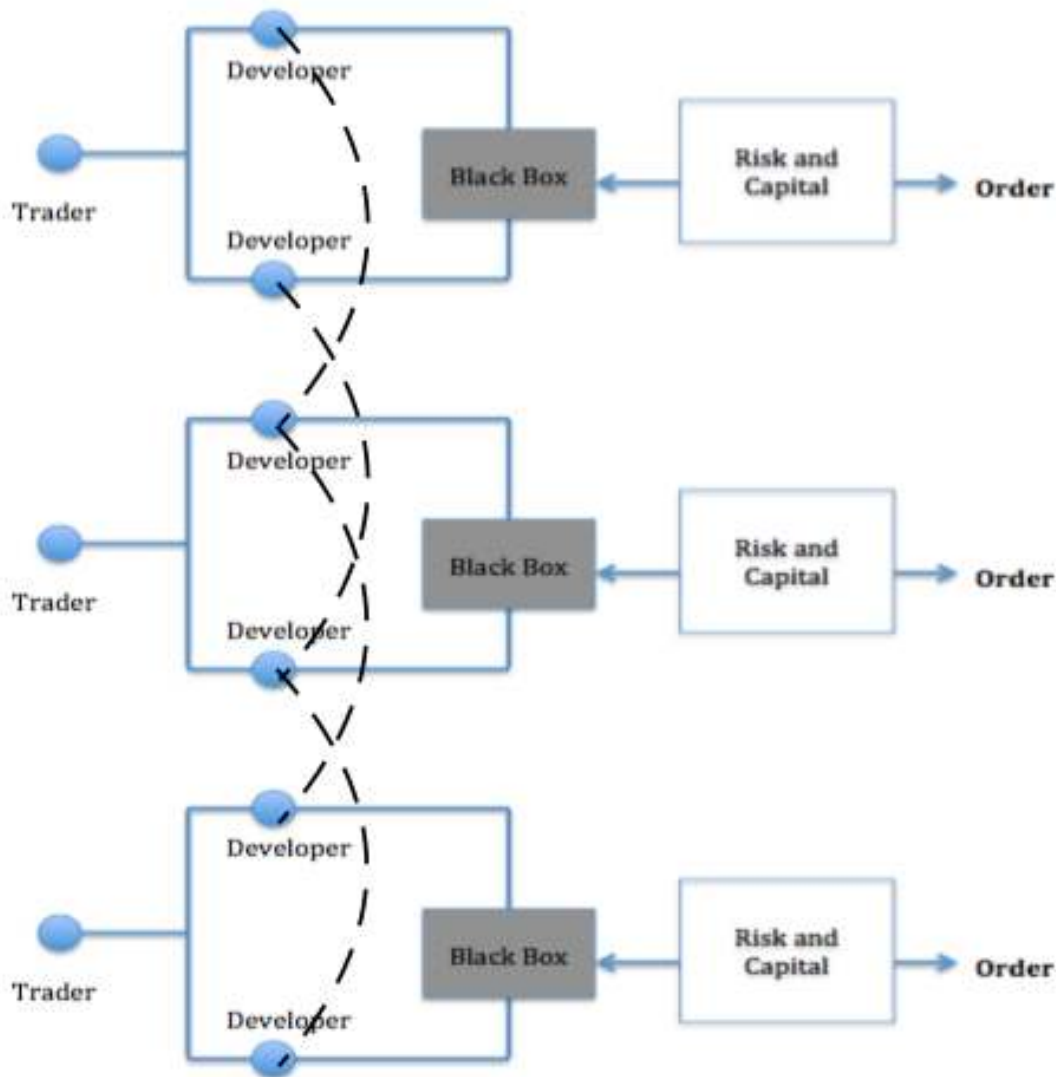 Developer
Trader
Black Box
Risk and
Capital
Order
Developer
Developer
Trader
Black Box
Risk and
Capital
Order
Developer
Developer
Trader
Black Box
Risk and
Capital
Order
Developer